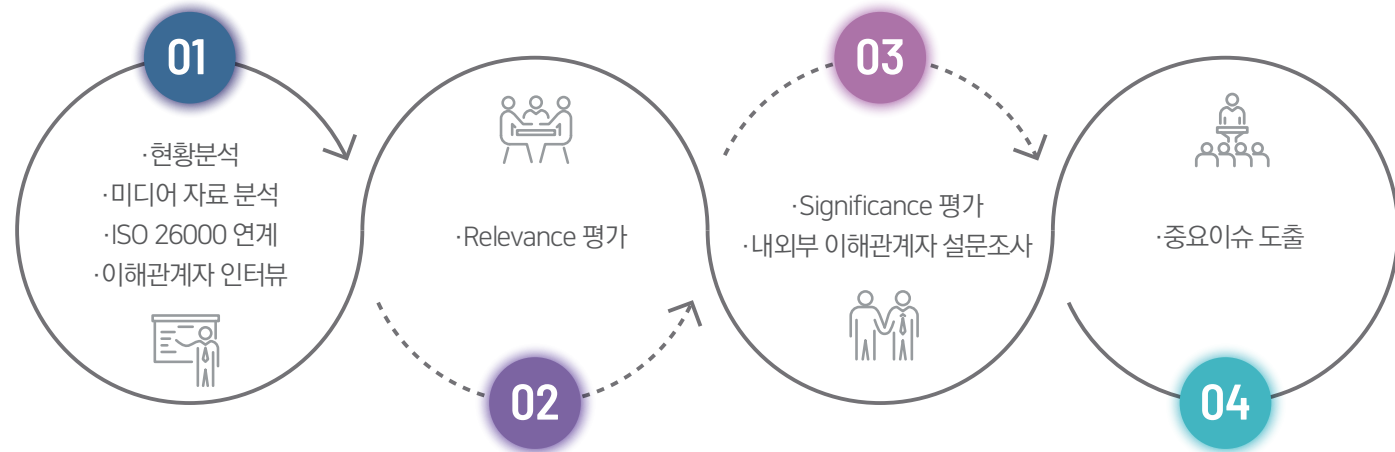 01
·현황분석
·미디어 자료 분석
·ISO 26000 연계
·이해관계자 인터뷰
02
·Relevance 평가
03
·Significance 평가
·내외부 이해관계자 설문조사
04
·중요이슈 도출